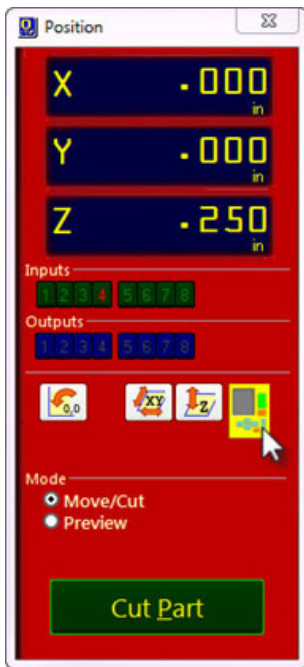 Position
X .000
in
Y .000
in
Z .250
in
Inputs
1 2 3 4 5 6 7 8
Outputs
1 2 3 4 5 6 7 8
0,0 XY Z
Mode
Move/Cut
Preview
Cut Part